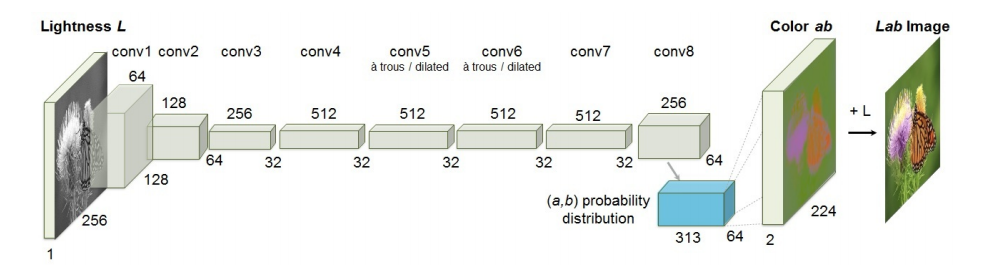 Lightness L
Color ab
Lab Image
conv1 conv2 conv3 conv4 conv5 conv6 conv7 conv8
à trous / dilated à trous / dilated
64
128
256
512
512
512
512
256
+ L
64
32
32
32
32
32
64
128
256
1
(a,b) probability
distribution
313
64
2
224